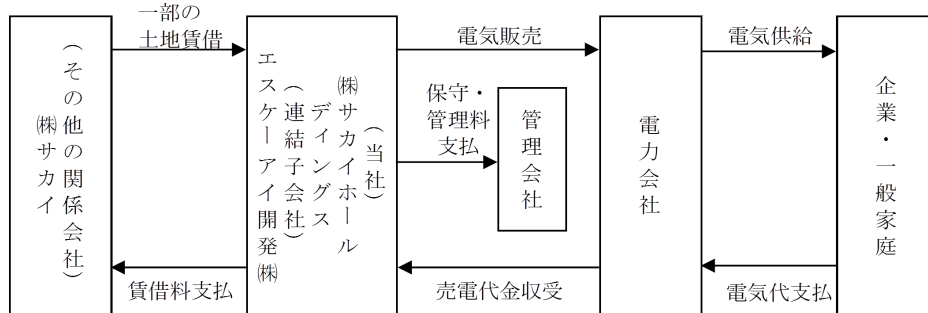 ㈱サカイ
(その他の関係会社)
一部の
土地賃借
賃借料支払
㈱サカイホール
ディングス
(当社)
(連結子会社)
エスケーアイ開発㈱
電気販売
保守・
管理料
支払
管理会社
売電代金収受
電力会社
電気供給
電気代支払
企業・一般家庭